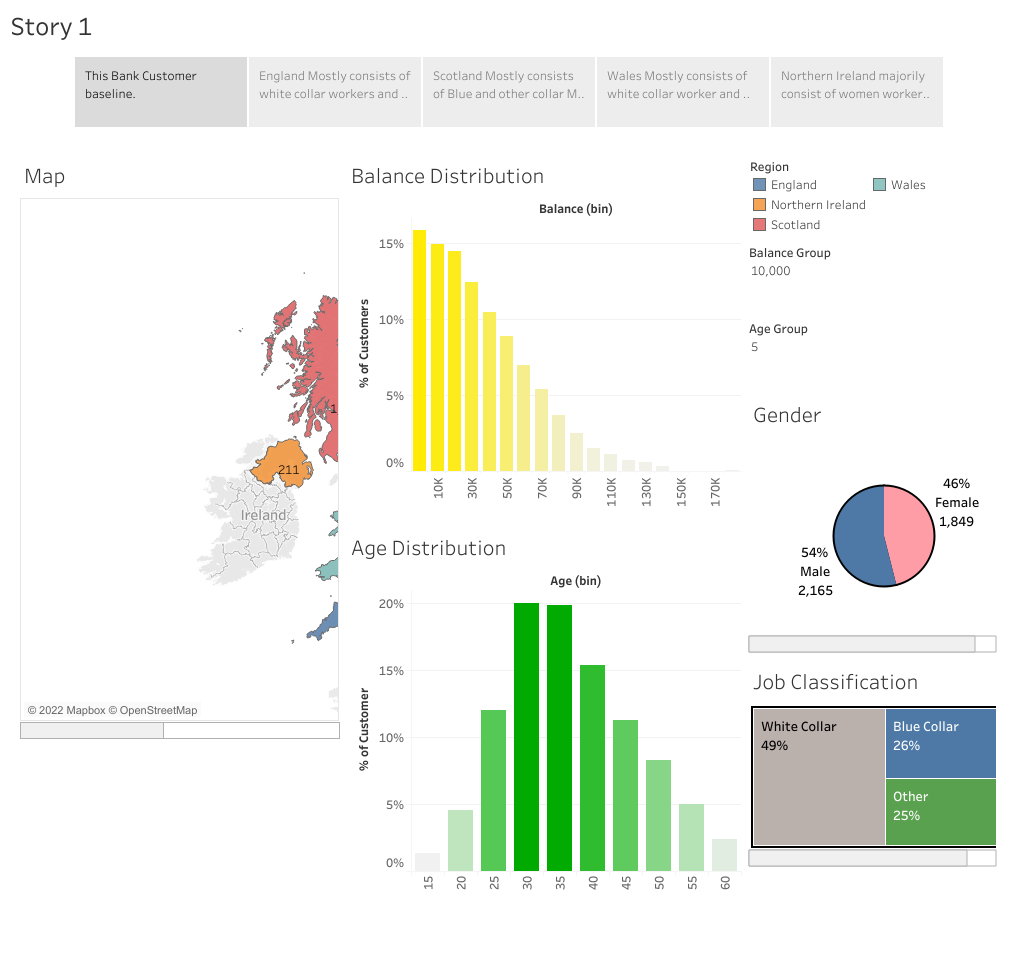 Story 1
This Bank Customer
baseline.
England Mostly consists of
white collar workers and ..
Scotland Mostly consists
of Blue and other collar M..
Wales Mostly consists of
white collar worker and ..
Northern Ireland majorily
consist of women worker..
Map
1
211
Ireland
© 2022 Mapbox © OpenStreetMap
Balance Distribution
Balance (bin)
% of Customers
15%
10%
5%
0%
10K
30K
50K
70K
90K
110K
130K
150K
170K
Age Distribution
Age (bin)
% of Customer
20%
15%
10%
5%
0%
15
20
25
30
35
40
45
50
55
60
Region
England
Wales
Northern Ireland
Scotland
Balance Group
10,000
Age Group
5
Gender
46%
Female
1,849
54%
Male
2,165
Job Classification
White Collar
49%
Blue Collar
26%
Other
25%